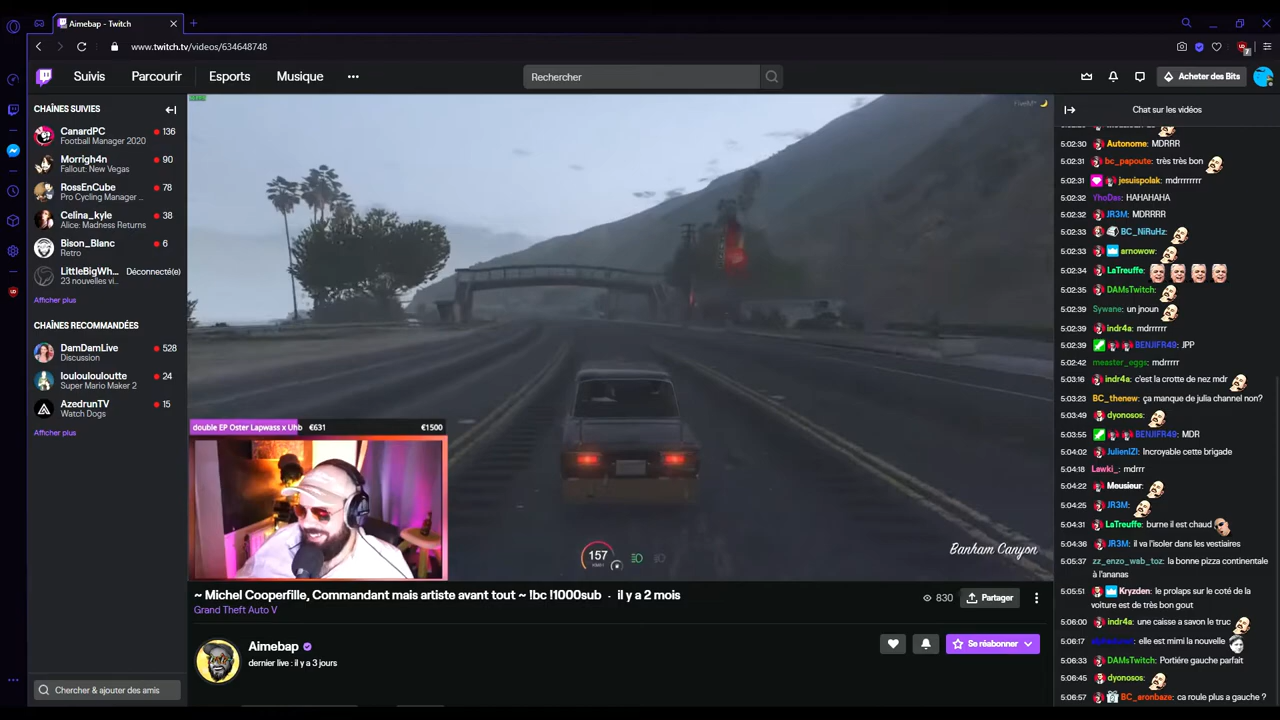 Aimebap - Twitch
www.twitch.tv/videos/634648748
7
Suivis
Parcourir
Esports
Musique
Rechercher
Acheter des Bits
CHAÎNES SUIVIES
CanardPC
136
Football Manager 2020
Morrigh4n
90
Fallout: New Vegas
RossEnCube
78
Pro Cycling Manager ...
Celina_kyle
38
Alice: Madness Returns
Bison_Blanc
6
Retro
LittleBigWh...
Déconnecté(e)
23 nouvelles vi...
Afficher plus
CHAÎNES RECOMMANDÉES
DamDamLive
528
Discussion
louloulouloutte
24
Super Mario Maker 2
AzedrunTV
15
Watch Dogs
Afficher plus
Chercher & ajouter des amis
FiveM
double EP Oster Lapwass x Uhb
€631
€1500
157
Banham Canyon
~ Michel Cooperfille, Commandant mais artiste avant tout ~ !bc !1000sub · il y a 2 mois
Grand Theft Auto V
830
Partager
Aimebap
dernier live : il y a 3 jours
Se réabonner
Chat sur les vidéos
5:02:30 Autonome: MDRRR
5:02:31 bc_papoute: très très bon
5:02:31 jesuispolak: mdrrrrrrrr
5:02:32 YhoDas: HAHAHAHA
5:02:32 JR3M: MDRRRR
5:02:33 BC_NiRuHz:
5:02:33 arnowow:
5:02:34 LaTreuffe:
5:02:35 DAMsTwitch:
5:02:39 Sywane: un jnoun
5:02:39 indr4a: mdrrrrrr
5:02:39 BENJIFR49: JPP
5:02:42 measter_eggs: mdrrrrr
5:03:16 indr4a: c'est la crotte de nez mdr
5:03:23 BC_thenew: ça manque de julia channel non?
5:03:49 dyonosos:
5:03:55 BENJIFR49: MDR
5:04:02 JulienIZI: Incroyable cette brigade
5:04:18 Lawki_: mdrrr
5:04:22 Meusieur:
5:04:28 JR3M:
5:04:31 LaTreuffe: burne il est chaud
5:04:36 JR3M: il va l'isoler dans les vestiaires
5:05:37 zz_enzo_wab_toz: la bonne pizza continentale
à l'ananas
5:05:51 Kryzden: le prolaps sur le coté de la
voiture est de très bon gout
5:06:00 indr4a: une caisse a savon le truc
5:06:17 elle est mimi la nouvelle
5:06:33 DAMsTwitch: Portiére gauche parfait
5:06:45 dyonosos:
5:06:57 BC_aronbaze: ca roule plus a gauche ?